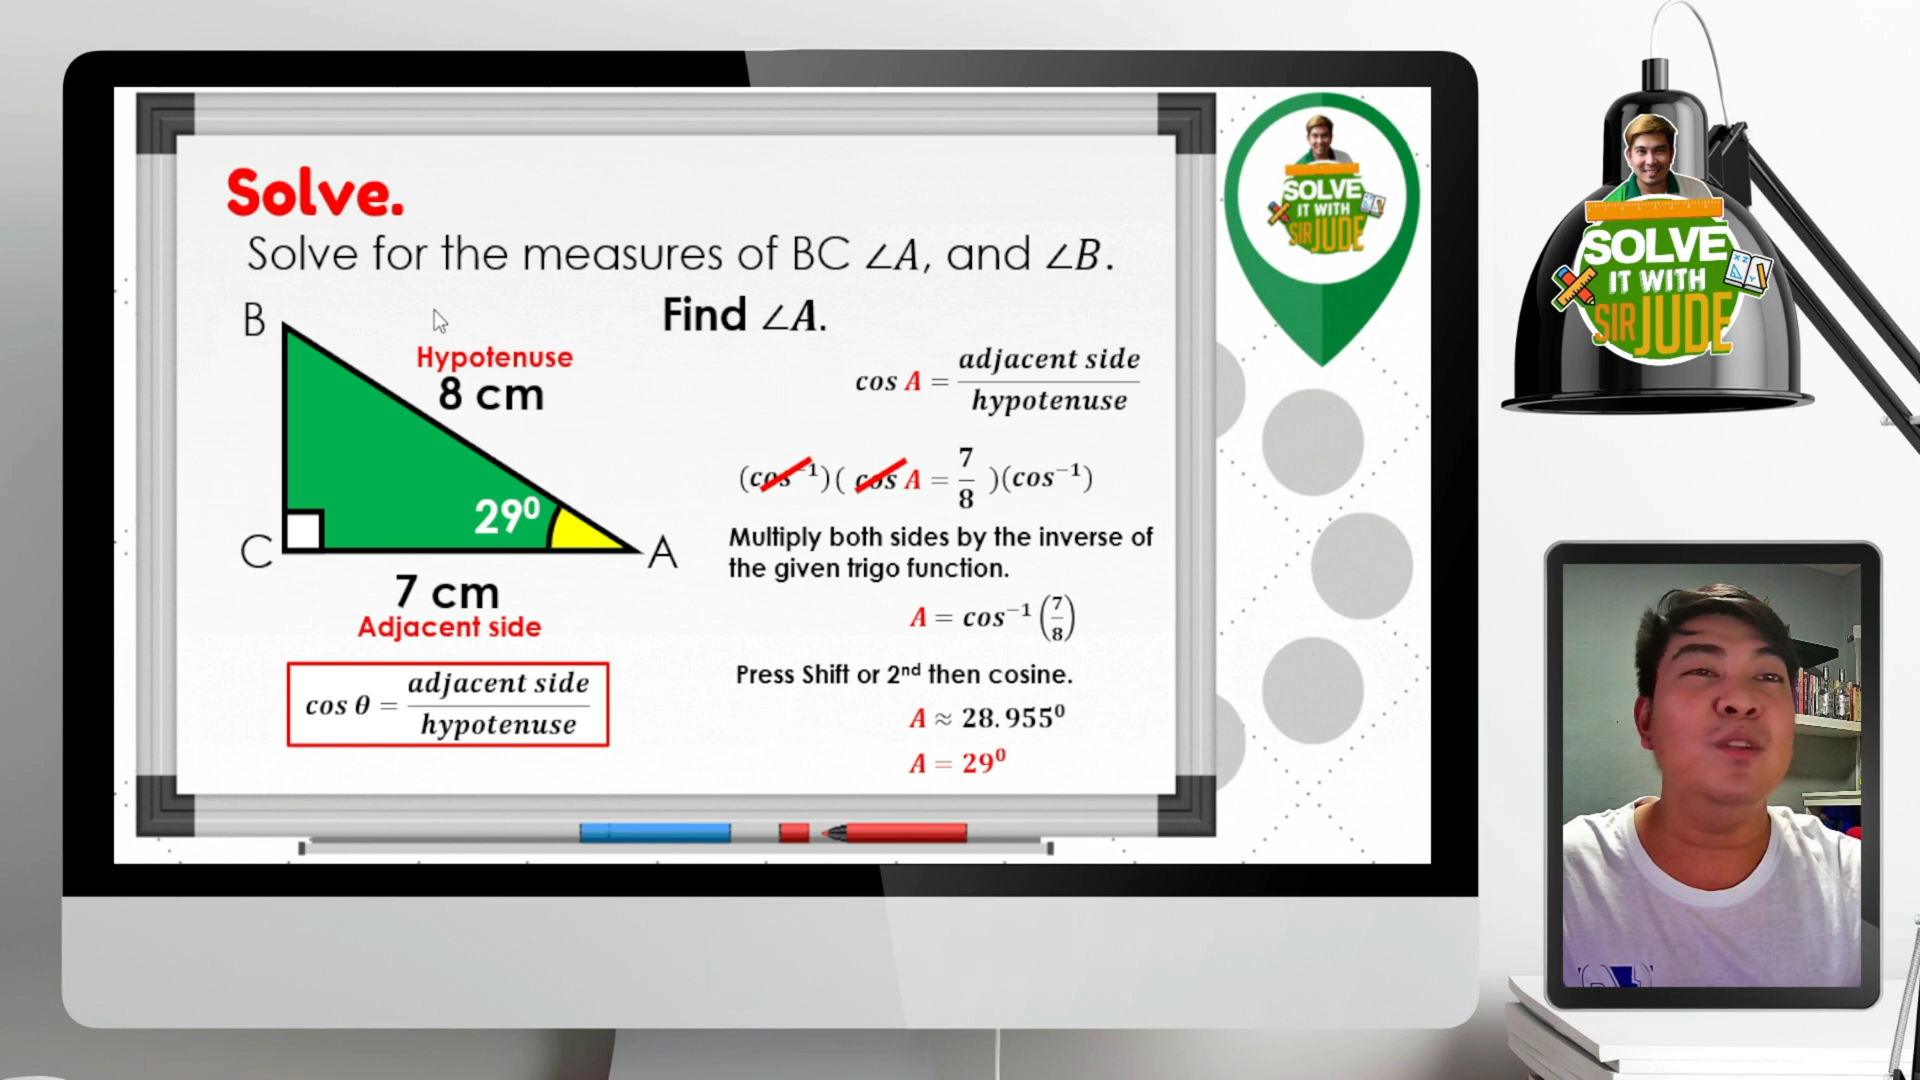 Solve.
Solve for the measures of BC ∠A, and ∠B.
B
Hypotenuse
8 cm
29⁰
C
A
7 cm
Adjacent side
cos θ = adjacent side / hypotenuse
Find ∠A.
cos A = adjacent side / hypotenuse
(cos⁻¹)( cos A = 7/8 )(cos⁻¹)
Multiply both sides by the inverse of
the given trigo function.
A = cos⁻¹ (7/8)
Press Shift or 2ⁿᵈ then cosine.
A ≈ 28.955⁰
A = 29⁰
SOLVE
IT WITH
SIR JUDE
SOLVE
IT WITH
SIR JUDE
X Z
Y